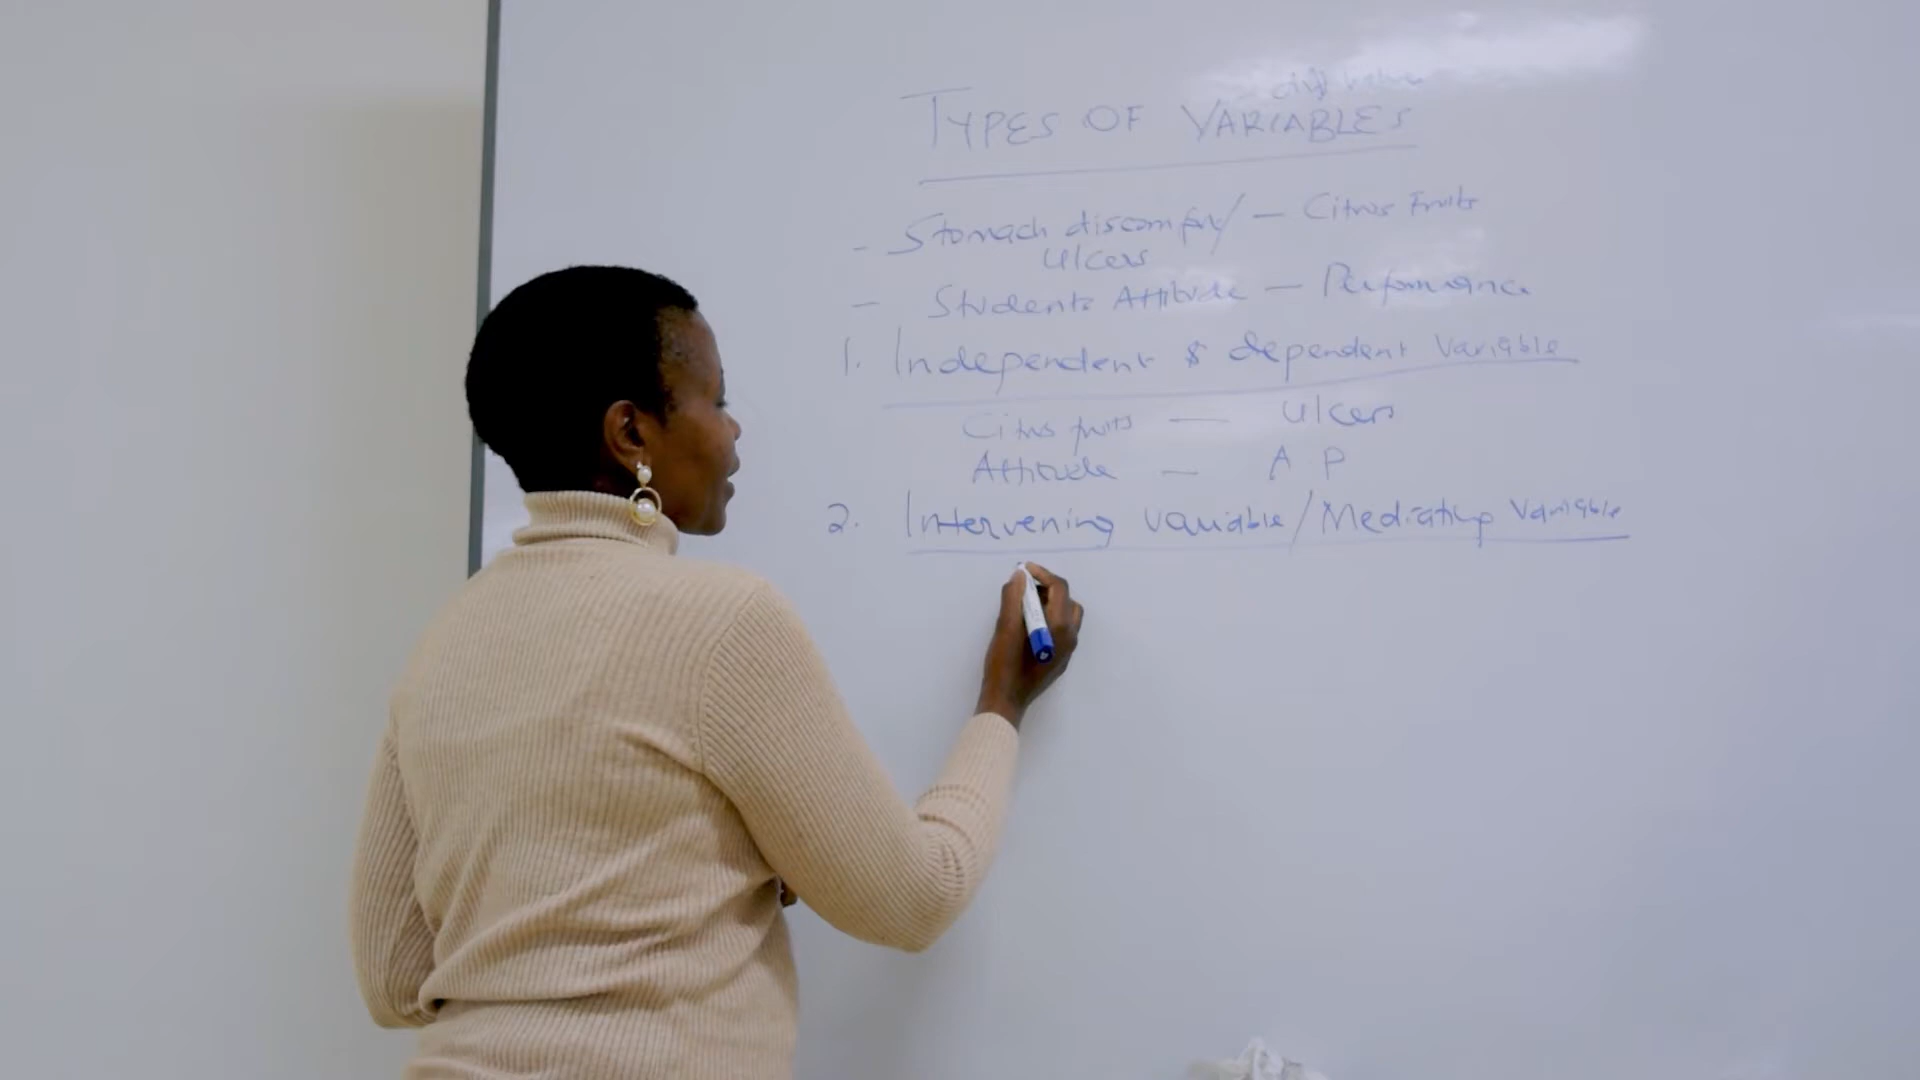 TYPES OF VARIABLES
- Stomach discomfort/ - Citrus Fruits
Ulcers
- Students Attitude - Performance
1. Independent & dependent Variable
Citrus fruits - Ulcers
Attitude - A P
2. Intervening variable/Mediating Variable